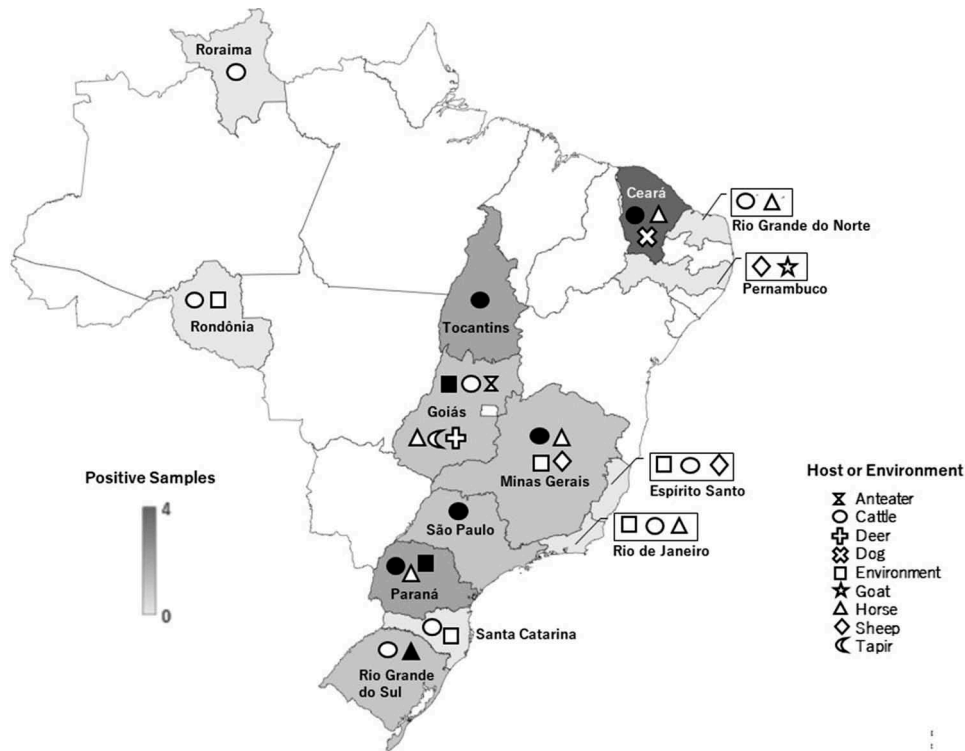 Roraima
Ceará
Rio Grande do Norte
Pernambuco
Rondônia
Tocantins
Goiás
Minas Gerais
Espírito Santo
São Paulo
Rio de Janeiro
Paraná
Santa Catarina
Rio Grande
do Sul
Positive Samples
4
0
Host or Environment
Anteater
Cattle
Deer
Dog
Environment
Goat
Horse
Sheep
Tapir